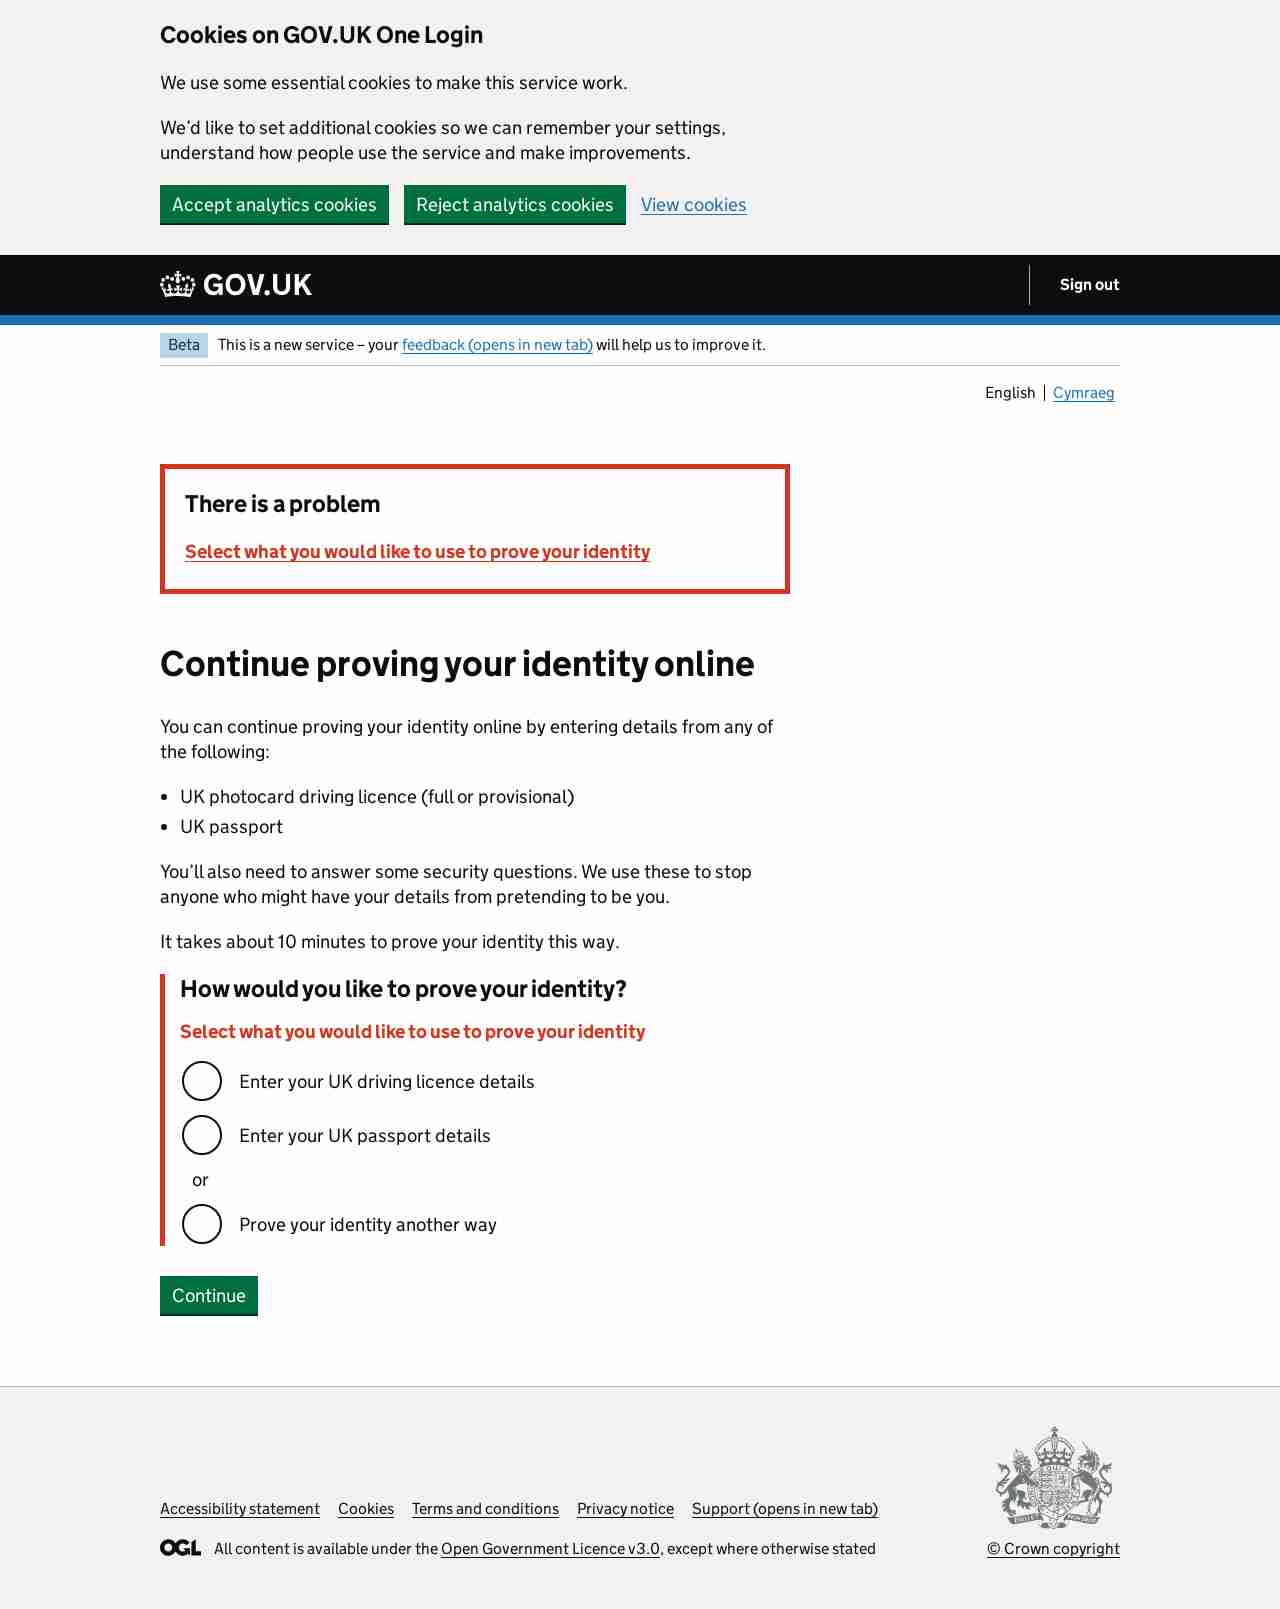 Cookies on GOV.UK One Login
We use some essential cookies to make this service work.
We’d like to set additional cookies so we can remember your settings,
understand how people use the service and make improvements.
Accept analytics cookies Reject analytics cookies View cookies
GOV.UK Sign out
Beta This is a new service – your feedback (opens in new tab) will help us to improve it.
English Cymraeg
There is a problem
Select what you would like to use to prove your identity
Continue proving your identity online
You can continue proving your identity online by entering details from any of
the following:
• UK photocard driving licence (full or provisional)
• UK passport
You’ll also need to answer some security questions. We use these to stop
anyone who might have your details from pretending to be you.
It takes about 10 minutes to prove your identity this way.
How would you like to prove your identity?
Select what you would like to use to prove your identity
Enter your UK driving licence details
Enter your UK passport details
or
Prove your identity another way
Continue
Accessibility statement Cookies Terms and conditions Privacy notice Support (opens in new tab)
OGL All content is available under the Open Government Licence v3.0, except where otherwise stated
© Crown copyright